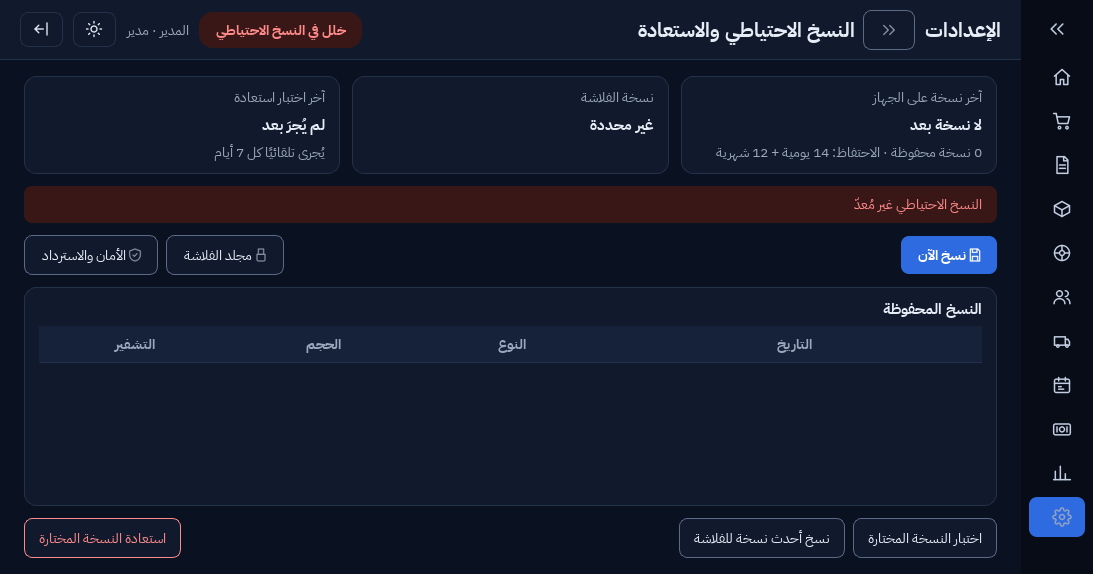 الإعدادات
النسخ الاحتياطي والاستعادة
خلل في النسخ الاحتياطي
المدير · مدير
آخر نسخة على الجهاز
لا نسخة بعد
0 نسخة محفوظة · الاحتفاظ: 14 يومية + 12 شهرية
نسخة الفلاشة
غير محددة
آخر اختبار استعادة
لم يُجرَ بعد
يُجرى تلقائيًا كل 7 أيام
النسخ الاحتياطي غير مُعدّ
نسخ الآن
مجلد الفلاشة
الأمان والاسترداد
النسخ المحفوظة
التاريخ
النوع
الحجم
التشفير
اختبار النسخة المختارة
نسخ أحدث نسخة للفلاشة
استعادة النسخة المختارة